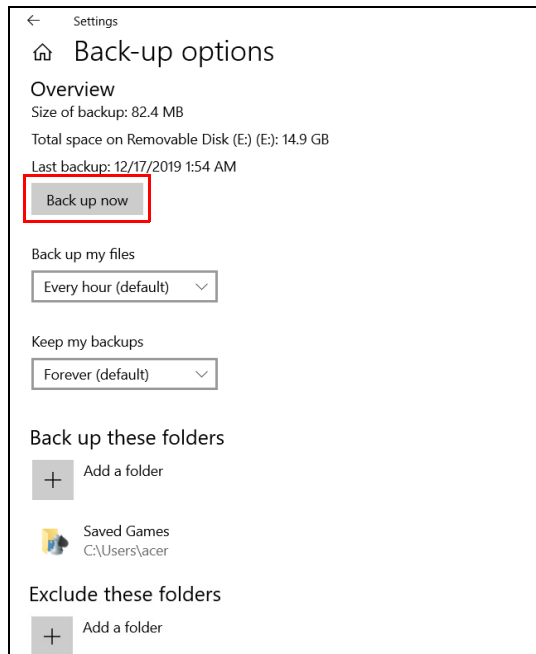 Settings
Back-up options
Overview
Size of backup: 82.4 MB
Total space on Removable Disk (E:) (E:): 14.9 GB
Last backup: 12/17/2019 1:54 AM
Back up now
Back up my files
Every hour (default)
Keep my backups
Forever (default)
Back up these folders
Add a folder
Saved Games
C:\Users\acer
Exclude these folders
Add a folder